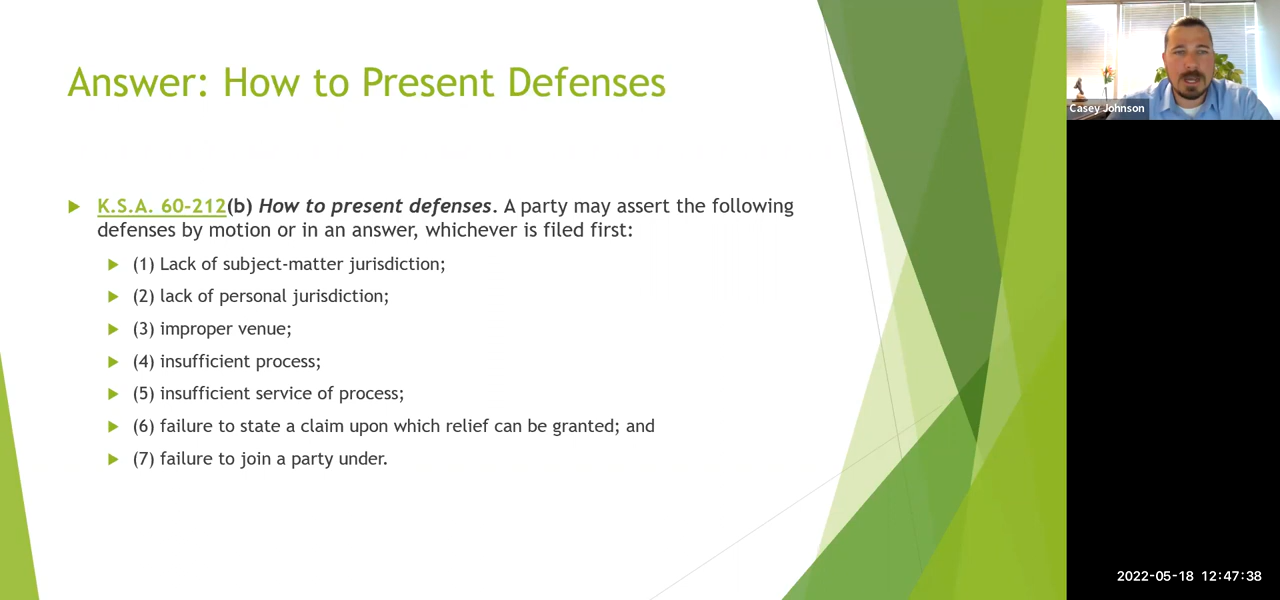 Answer: How to Present Defenses
K.S.A. 60-212(b) How to present defenses. A party may assert the following
defenses by motion or in an answer, whichever is filed first:
(1) Lack of subject-matter jurisdiction;
(2) lack of personal jurisdiction;
(3) improper venue;
(4) insufficient process;
(5) insufficient service of process;
(6) failure to state a claim upon which relief can be granted; and
(7) failure to join a party under.
Casey Johnson
2022-05-18 12:47:38